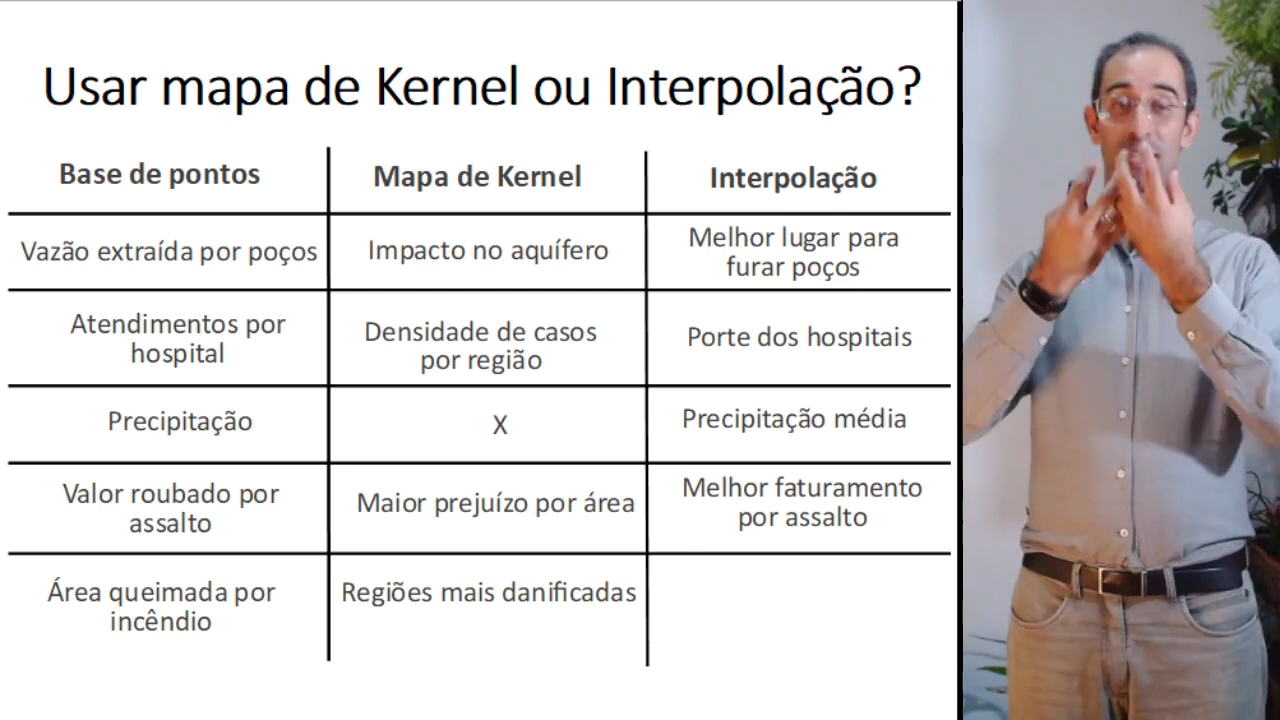 Usar mapa de Kernel ou Interpolação?
Base de pontos
Mapa de Kernel
Interpolação
Vazão extraída por poços
Impacto no aquífero
Melhor lugar para
furar poços
Atendimentos por
hospital
Densidade de casos
por região
Porte dos hospitais
Precipitação
X
Precipitação média
Valor roubado por
assalto
Maior prejuízo por área
Melhor faturamento
por assalto
Área queimada por
incêndio
Regiões mais danificadas